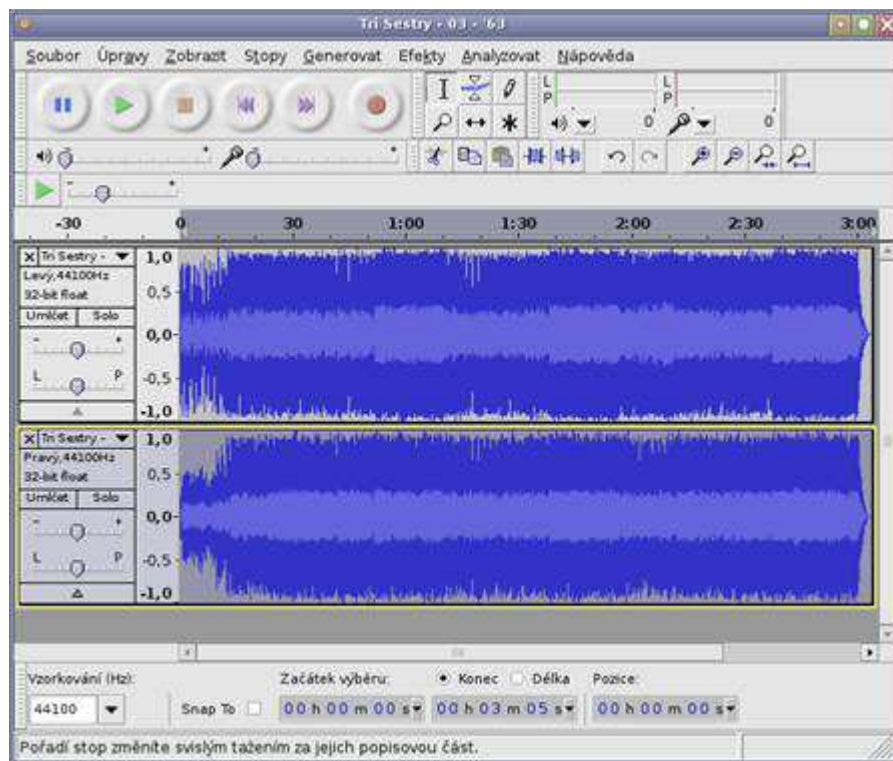 Tri Sestry - 03 - '63
Soubor Úpravy Zobrazit Stopy Generovat Efekty Analyzovat Nápověda
L
P
L
P
0
0
-30 0 30 1:00 1:30 2:00 2:30 3:00
Tri Sestry -
Levý,44100Hz
32-bit float
Umlčet Solo
- +
L P
1,0
0,5
0,0
-0,5
-1,0
Tri Sestry -
Pravý,44100Hz
32-bit float
Umlčet Solo
- +
L P
1,0
0,5
0,0
-0,5
-1,0
Vzorkování (Hz): Začátek výběru: Konec Délka Pozice:
44100 Snap To 00 h 00 m 00 s 00 h 03 m 05 s 00 h 00 m 00 s
Pořadí stop změníte svislým tažením za jejich popisovou část.